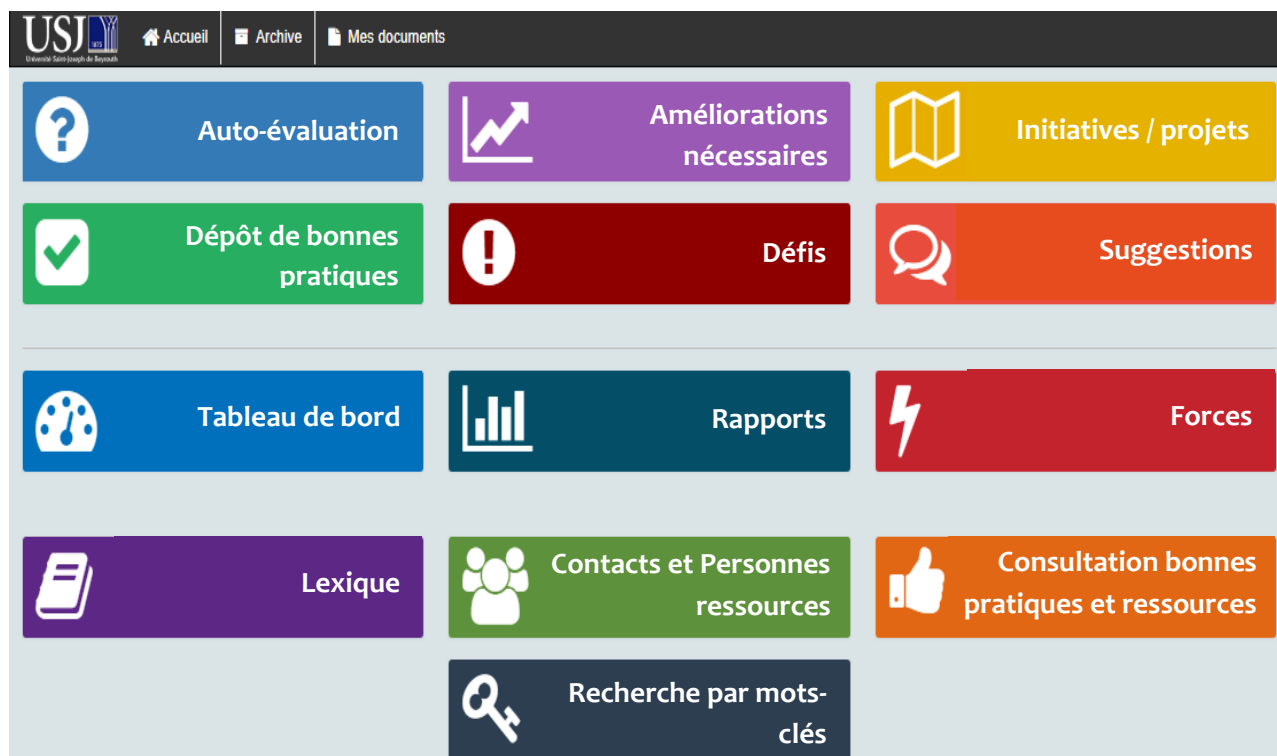 USJ
1875
Université Saint-Joseph de Beyrouth
Accueil
Archive
Mes documents
Auto-évaluation
Améliorations
nécessaires
Initiatives / projets
Dépôt de bonnes
pratiques
Défis
Suggestions
Tableau de bord
Rapports
Forces
Lexique
Contacts et Personnes
ressources
Consultation bonnes
pratiques et ressources
Recherche par mots-
clés